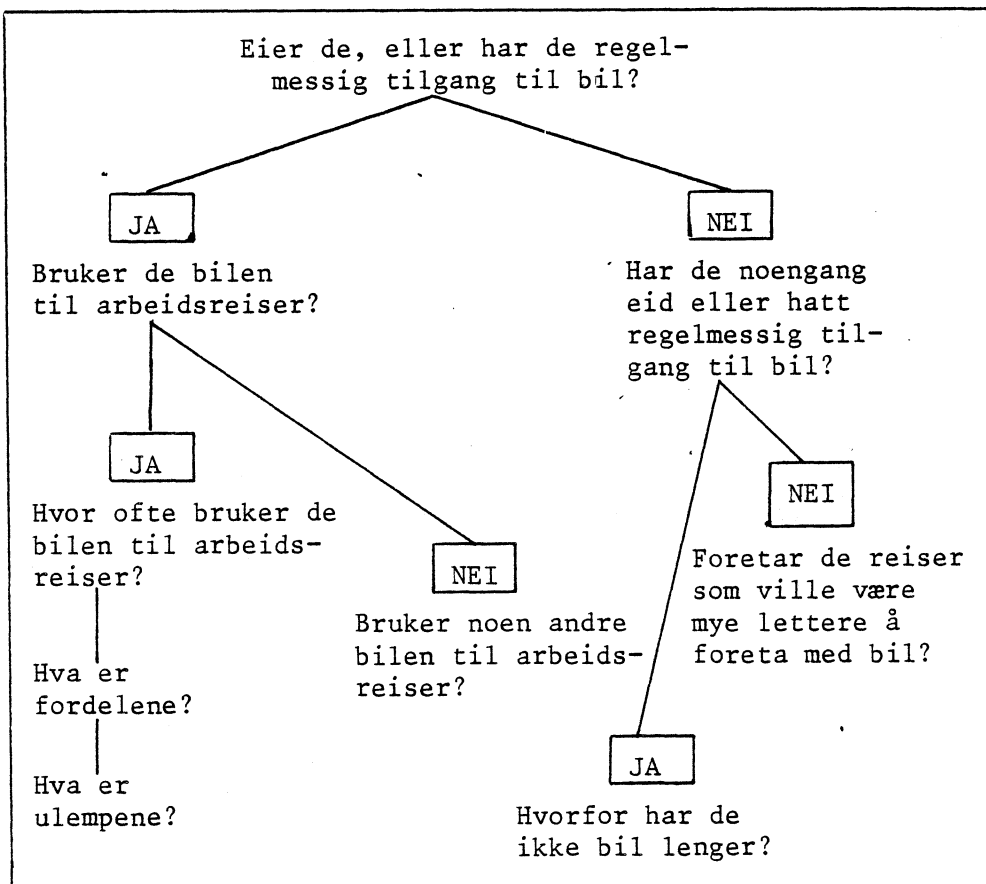 Eier de, eller har de regel-
messig tilgang til bil?
JA
Bruker de bilen
til arbeidsreiser?
JA
Hvor ofte bruker de
bilen til arbeids-
reiser?
Hva er
fordelene?
Hva er
ulempene?
NEI
Bruker noen andre
bilen til arbeids-
reiser?
NEI
Har de noengang
eid eller hatt
regelmessig til-
gang til bil?
NEI
Foretar de reiser
som ville være
mye lettere å
foreta med bil?
JA
Hvorfor har de
ikke bil lenger?